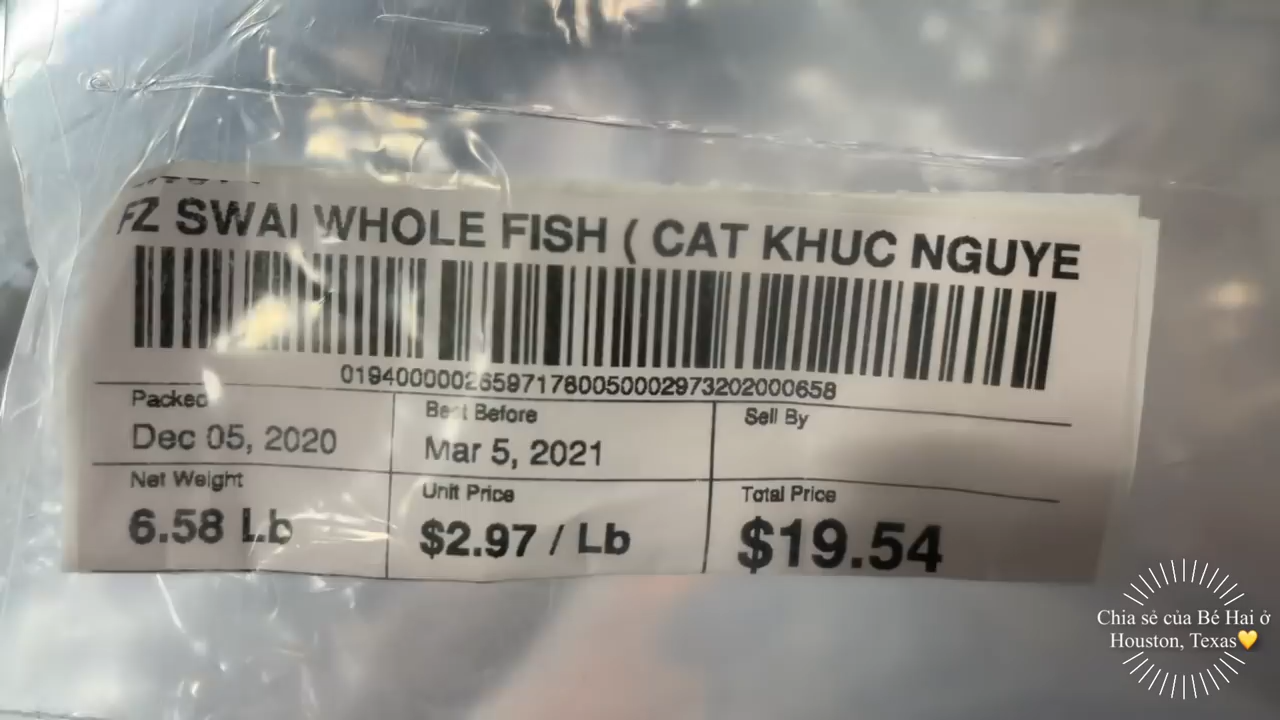 FZ SWAI WHOLE FISH ( CAT KHUC NGUYE
019400000265971780050002973202000658
Packed
Dec 05, 2020
Best Before
Mar 5, 2021
Sell By
Net Weight
6.58 Lb
Unit Price
$2.97 / Lb
Total Price
$19.54
Chia sẻ của Bé Hai ở
Houston, Texas💛